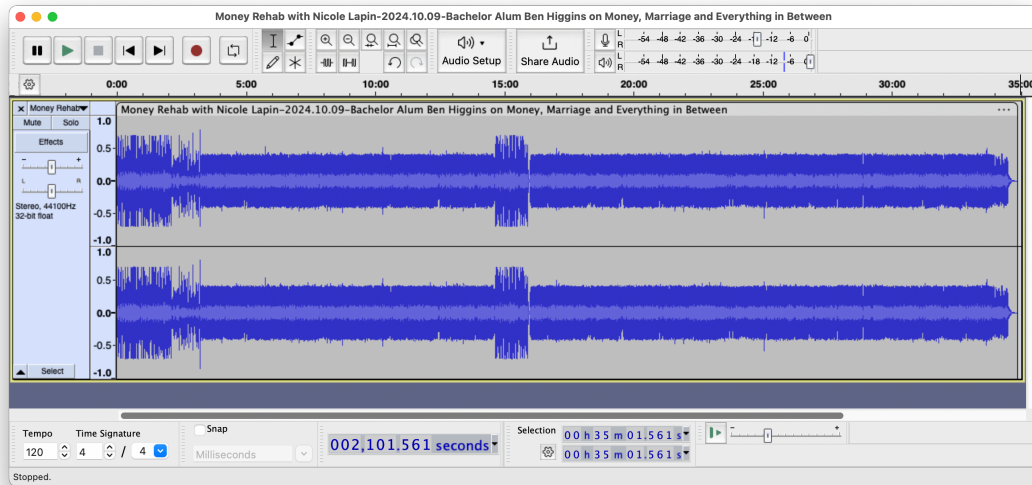 Money Rehab with Nicole Lapin-2024.10.09-Bachelor Alum Ben Higgins on Money, Marriage and Everything in Between
Audio Setup
Share Audio
L
R
-54 -48 -42 -36 -30 -24 -18 -12 -6 0
L
R
-54 -48 -42 -36 -30 -24 -18 -12 -6 0
0:00 5:00 10:00 15:00 20:00 25:00 30:00 35:00
× Money Rehab
Mute Solo
Effects
- +
L R
Stereo, 44100Hz
32-bit float
Select
Money Rehab with Nicole Lapin-2024.10.09-Bachelor Alum Ben Higgins on Money, Marriage and Everything in Between ...
1.0
0.5
0.0
-0.5
-1.0
1.0
0.5
0.0
-0.5
-1.0
Tempo
120
Time Signature
4 / 4
Snap
Milliseconds
002,101.561 seconds
Selection
00 h 35 m 01.561 s
00 h 35 m 01.561 s
- +
Stopped.